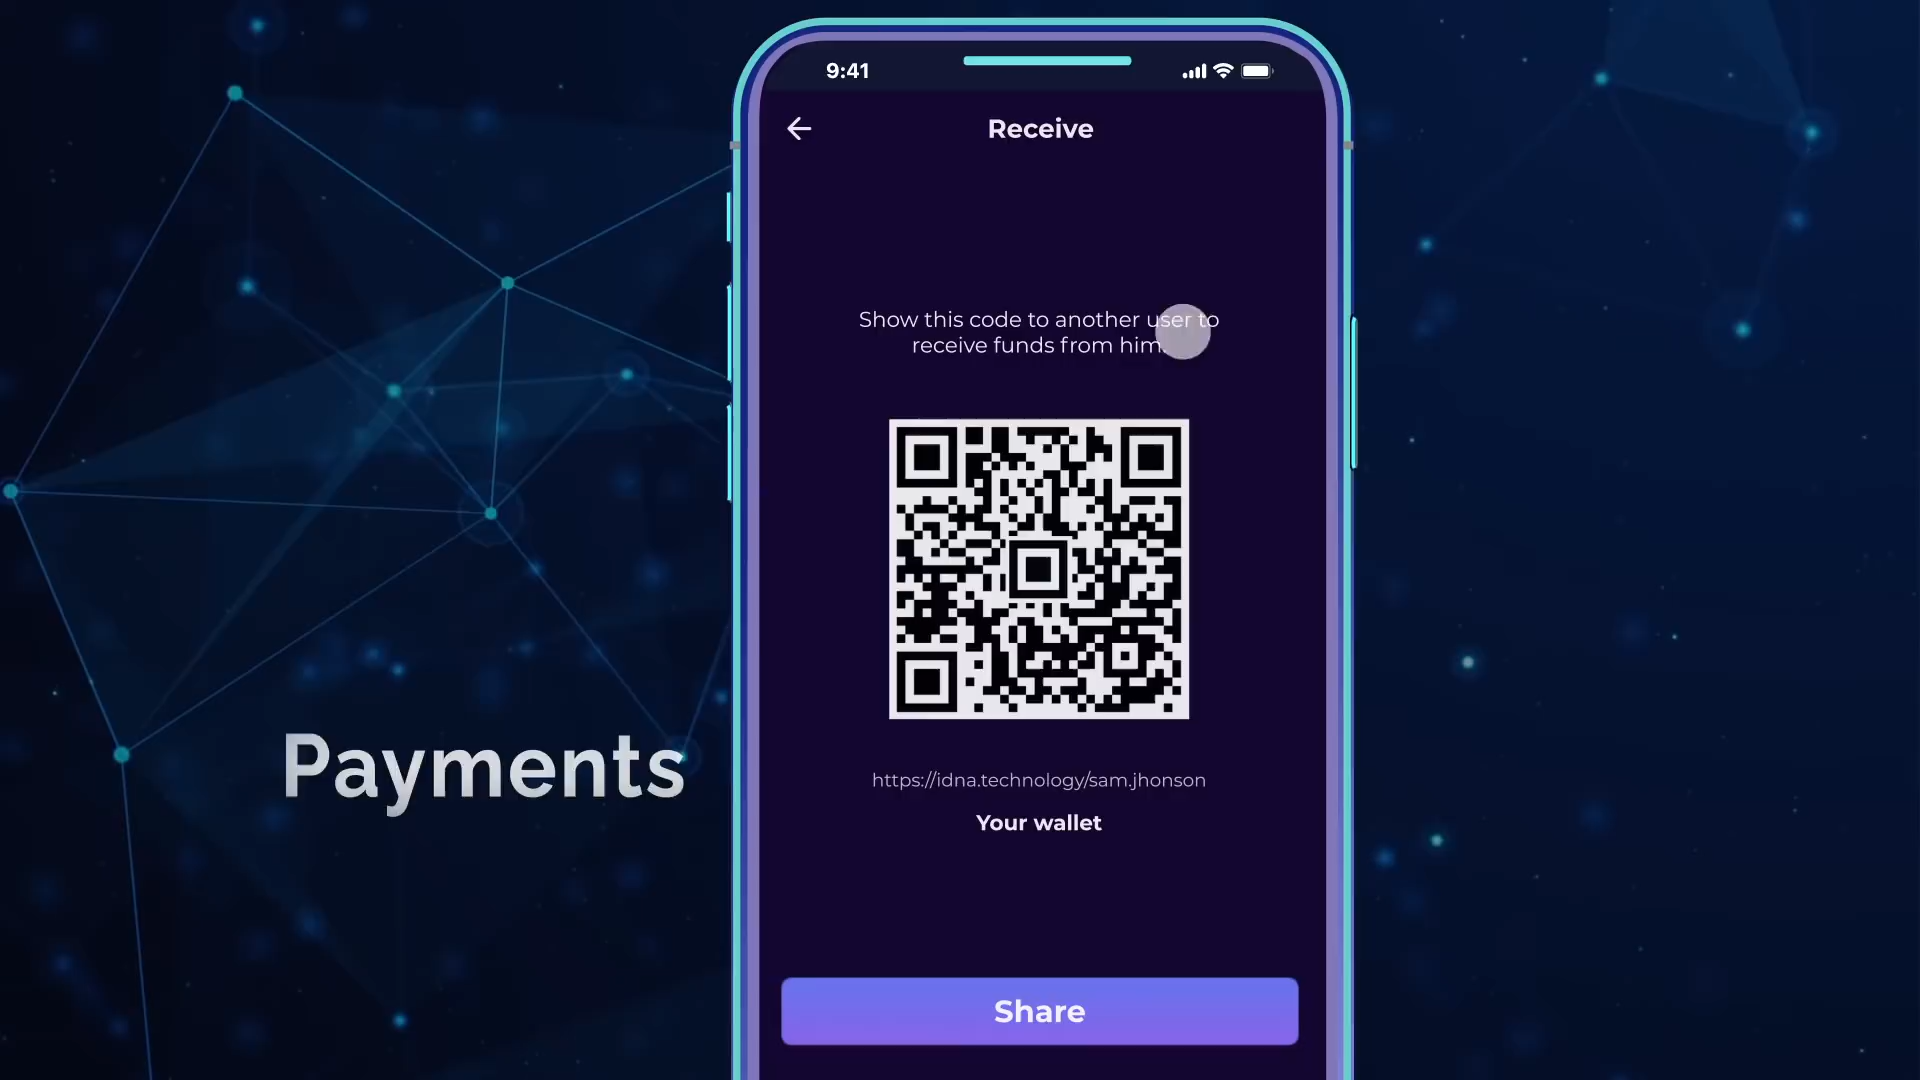 9:41
Receive
Show this code to another user to
receive funds from him.
https://idna.technology/sam.jhonson
Your wallet
Share
Payments